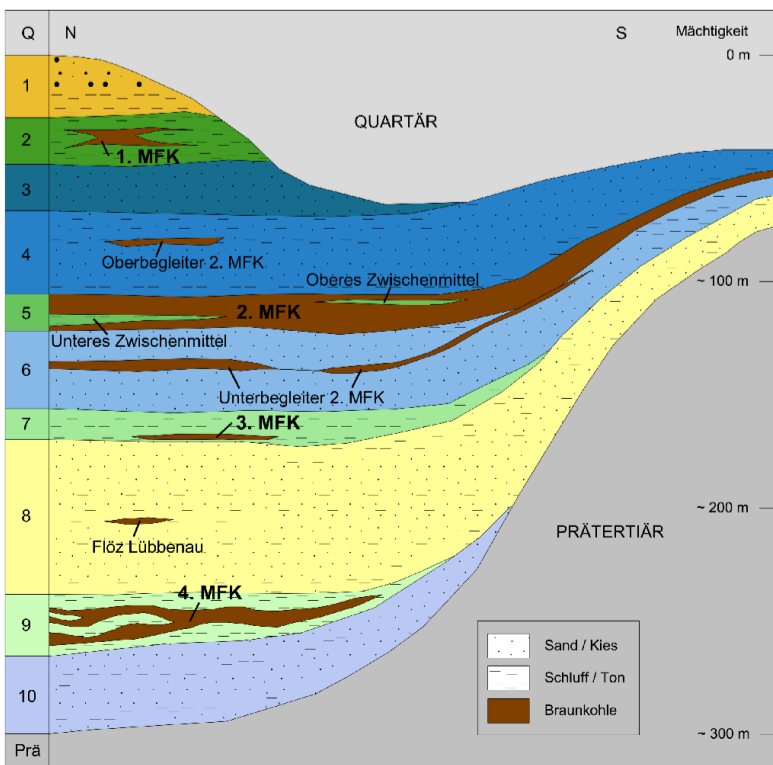 Q N S Mächtigkeit
0 m
1
QUARTÄR
2
1. MFK
3
4
Oberbegleiter 2. MFK
Oberes Zwischenmittel
~ 100 m
5
2. MFK
Unteres Zwischenmittel
6
Unterbegleiter 2. MFK
7
3. MFK
8
~ 200 m
PRÄTERTIÄR
Flöz Lübbenau
4. MFK
9
Sand / Kies
Schluff / Ton
10
Braunkohle
~ 300 m
Prä